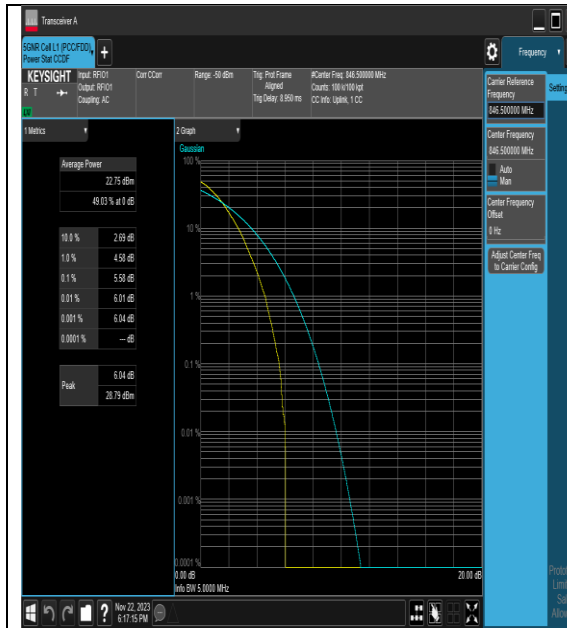 Transceiver A
5GNR Cell L1 (PCC/FDD)
Power Stat CCDF
Frequency
KEYSIGHT
R T
Input: RFIO1
Output: RFIO1
Coupling: AC
Corr CCorr
Range: -50 dBm
Trig: Prot Frame
Aligned
Trig Delay: 8.950 ms
#Center Freq: 846.500000 MHz
Counts: 100 k/100 kpt
CC Info: Uplink, 1 CC
Carrier Reference
Frequency
846.500000 MHz
Setting
Center Frequency
846.500000 MHz
Auto
Man
Center Frequency
Offset
0 Hz
Adjust Center Freq
to Carrier Config
1 Metrics
Average Power
22.75 dBm
49.03 % at 0 dB
10.0 % 2.69 dB
1.0 % 4.58 dB
0.1 % 5.58 dB
0.01 % 6.01 dB
0.001 % 6.04 dB
0.0001 % --- dB
Peak
6.04 dB
28.79 dBm
2 Graph
Gaussian
100 %
10 %
1 %
0.1 %
0.01 %
0.001 %
0.0001 %
0.00 dB
20.00 dB
Info BW 5.0000 MHz
Nov 22, 2023
6:17:15 PM
?